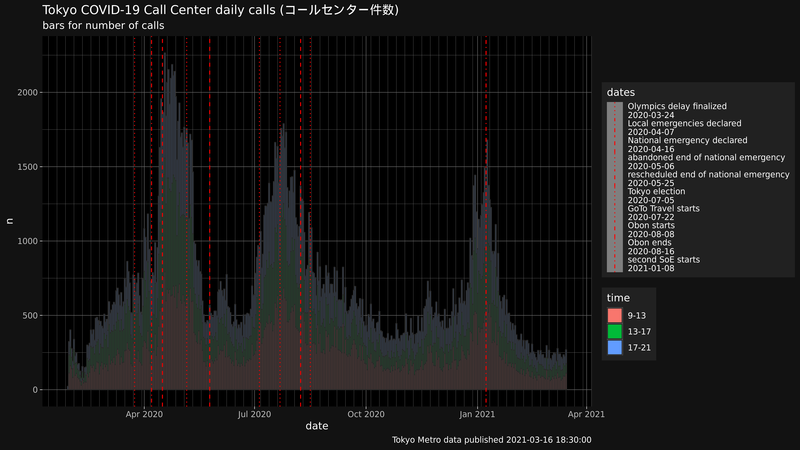 Tokyo COVID-19 Call Center daily calls (コールセンター件数)
bars for number of calls
2000
1500
1000
500
0
n
Apr 2020
Jul 2020
Oct 2020
Jan 2021
Apr 2021
date
Tokyo Metro data published 2021-03-16 18:30:00
dates
Olympics delay finalized
2020-03-24
Local emergencies declared
2020-04-07
National emergency declared
2020-04-16
abandoned end of national emergency
2020-05-06
rescheduled end of national emergency
2020-05-25
Tokyo election
2020-07-05
GoTo Travel starts
2020-07-22
Obon starts
2020-08-08
Obon ends
2020-08-16
second SoE starts
2021-01-08
time
9-13
13-17
17-21